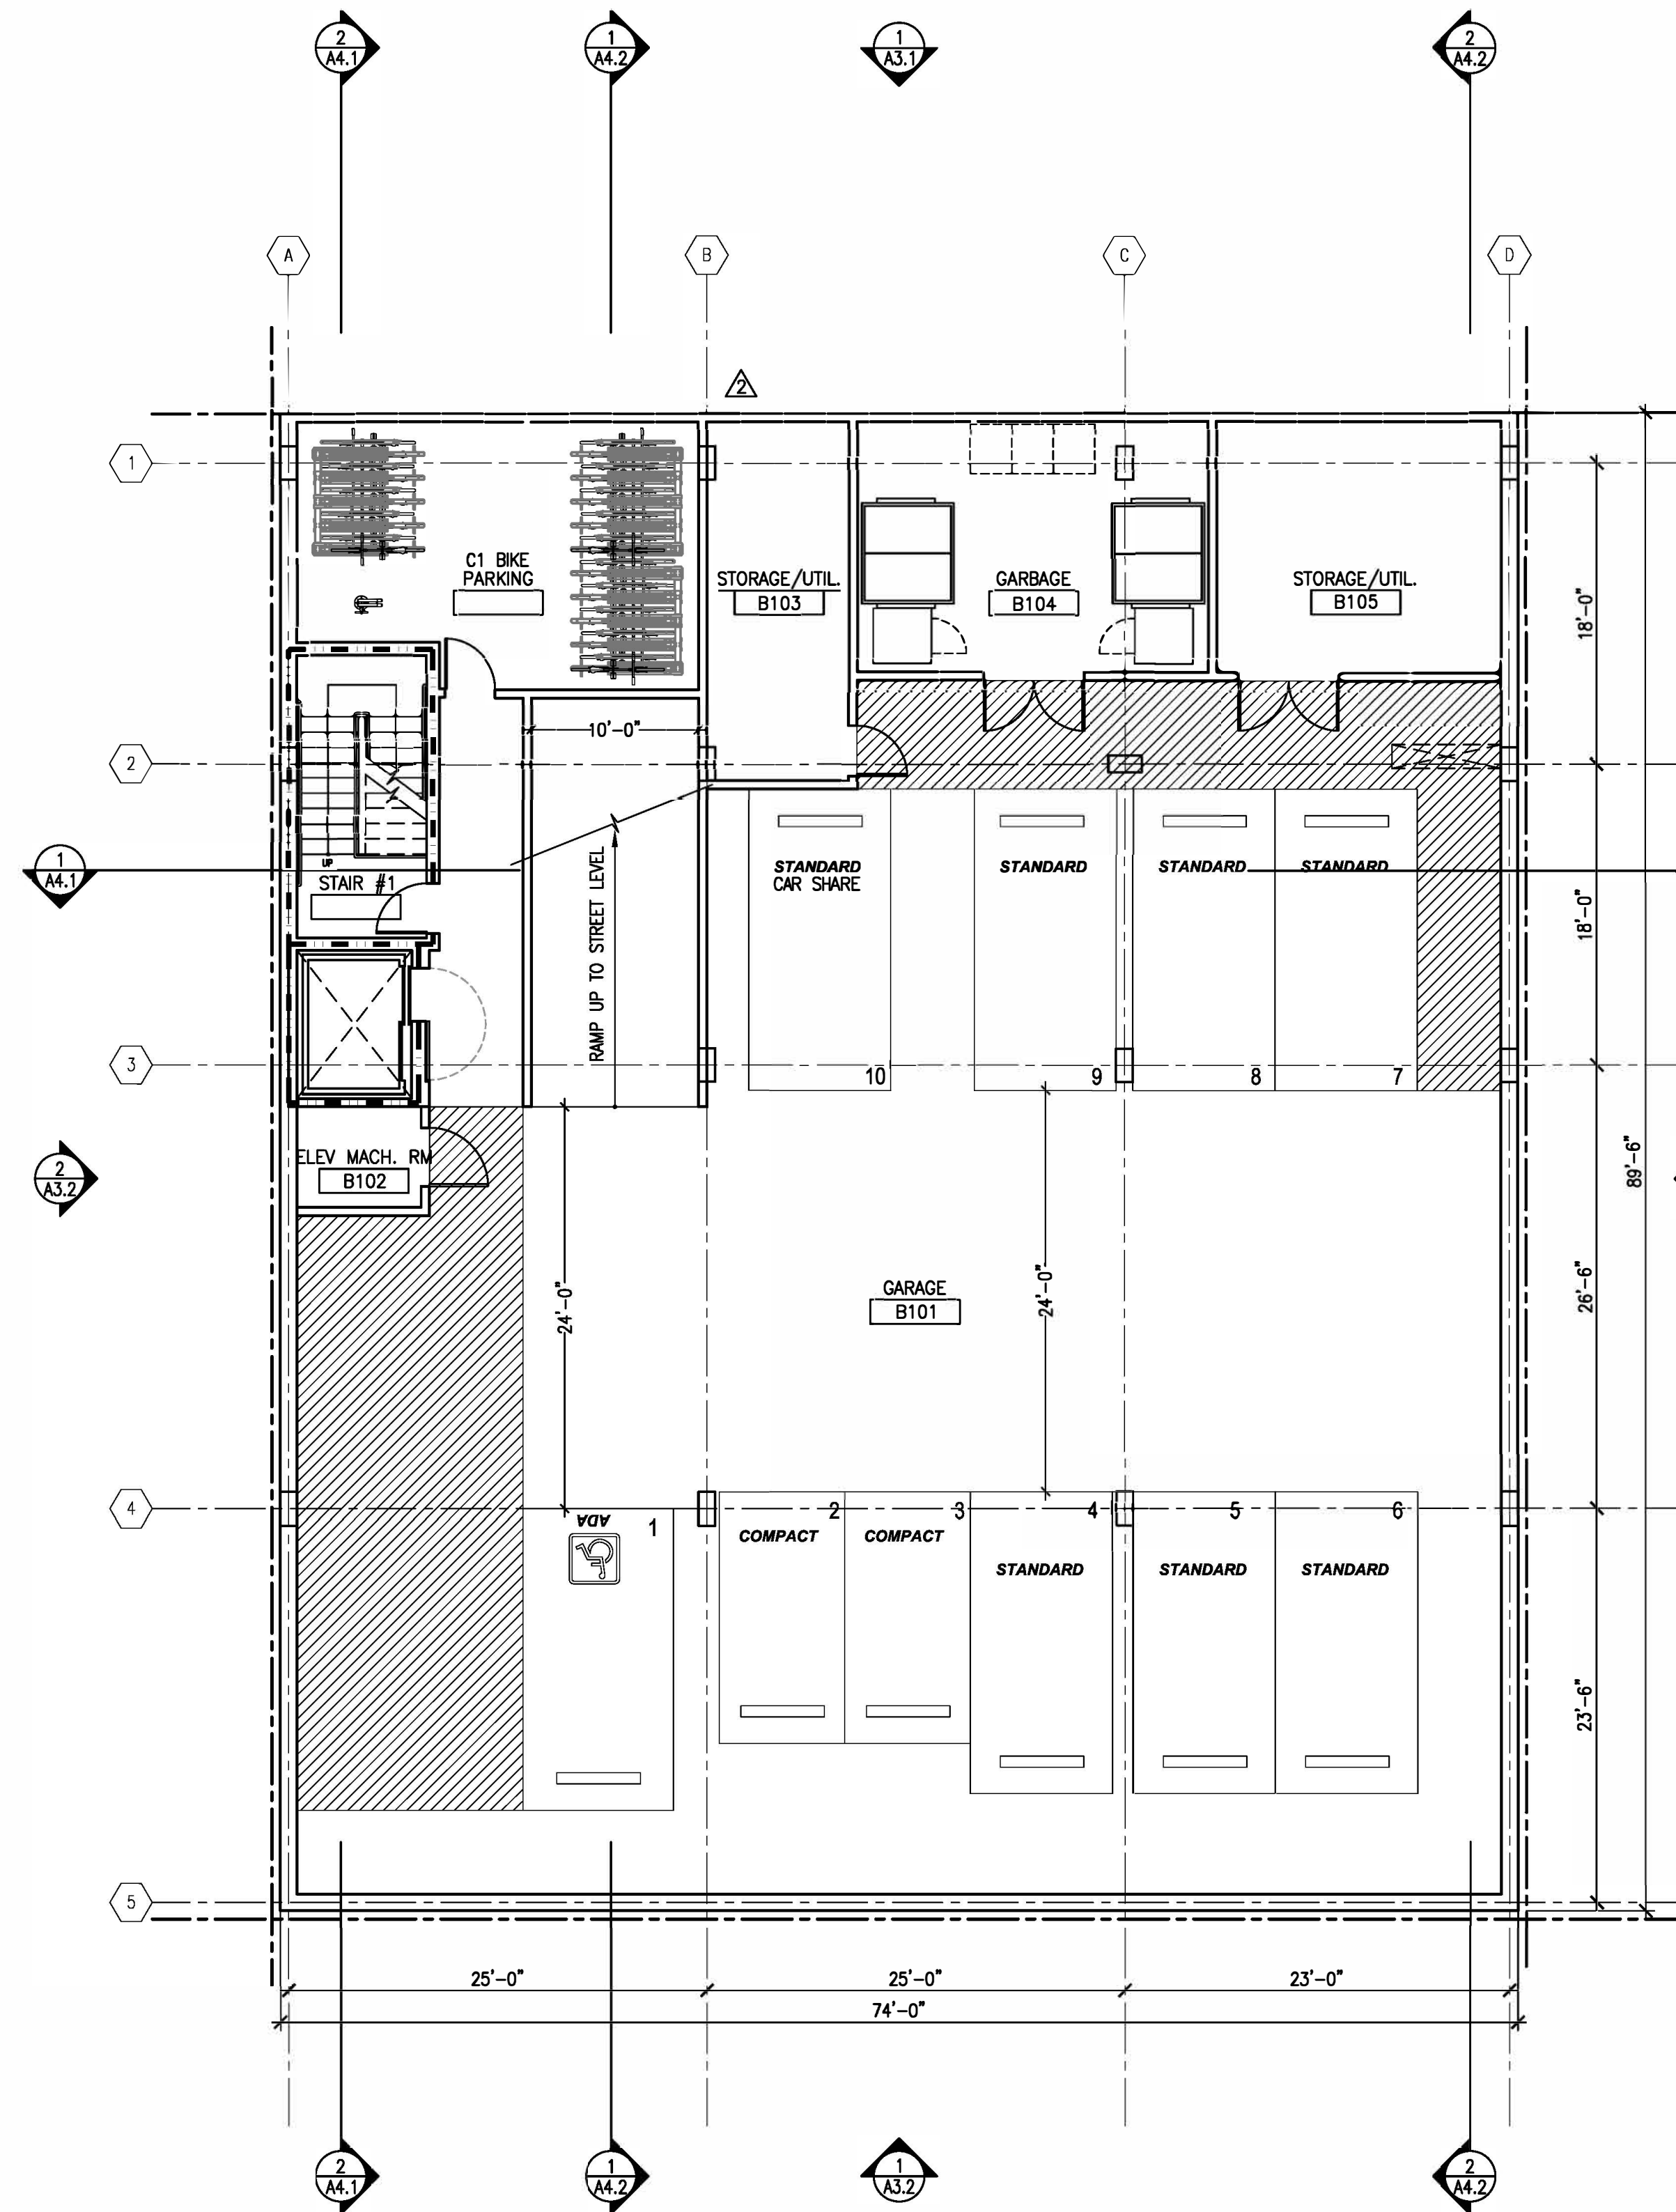 2
A4.1
1
A4.2
1
A3.1
2
A4.2
A
B
C
D
2
1
C1 BIKE
PARKING
STORAGE/UTIL.
B103
GARBAGE
B104
STORAGE/UTIL.
B105
18'-0"
10'-0"
2
1
A4.1
UP
STAIR #1
RAMP UP TO STREET LEVEL
STANDARD
CAR SHARE
STANDARD
STANDARD
STANDARD
18'-0"
3
10
9
8
7
2
A3.2
ELEV MACH. RM
B102
89'-6"
24'-0"
24'-0"
GARAGE
B101
26'-6"
4
ADA
1
2
3
4
5
6
COMPACT
COMPACT
STANDARD
STANDARD
STANDARD
23'-6"
5
25'-0"
25'-0"
23'-0"
74'-0"
2
A4.1
1
A4.2
1
A3.2
2
A4.2